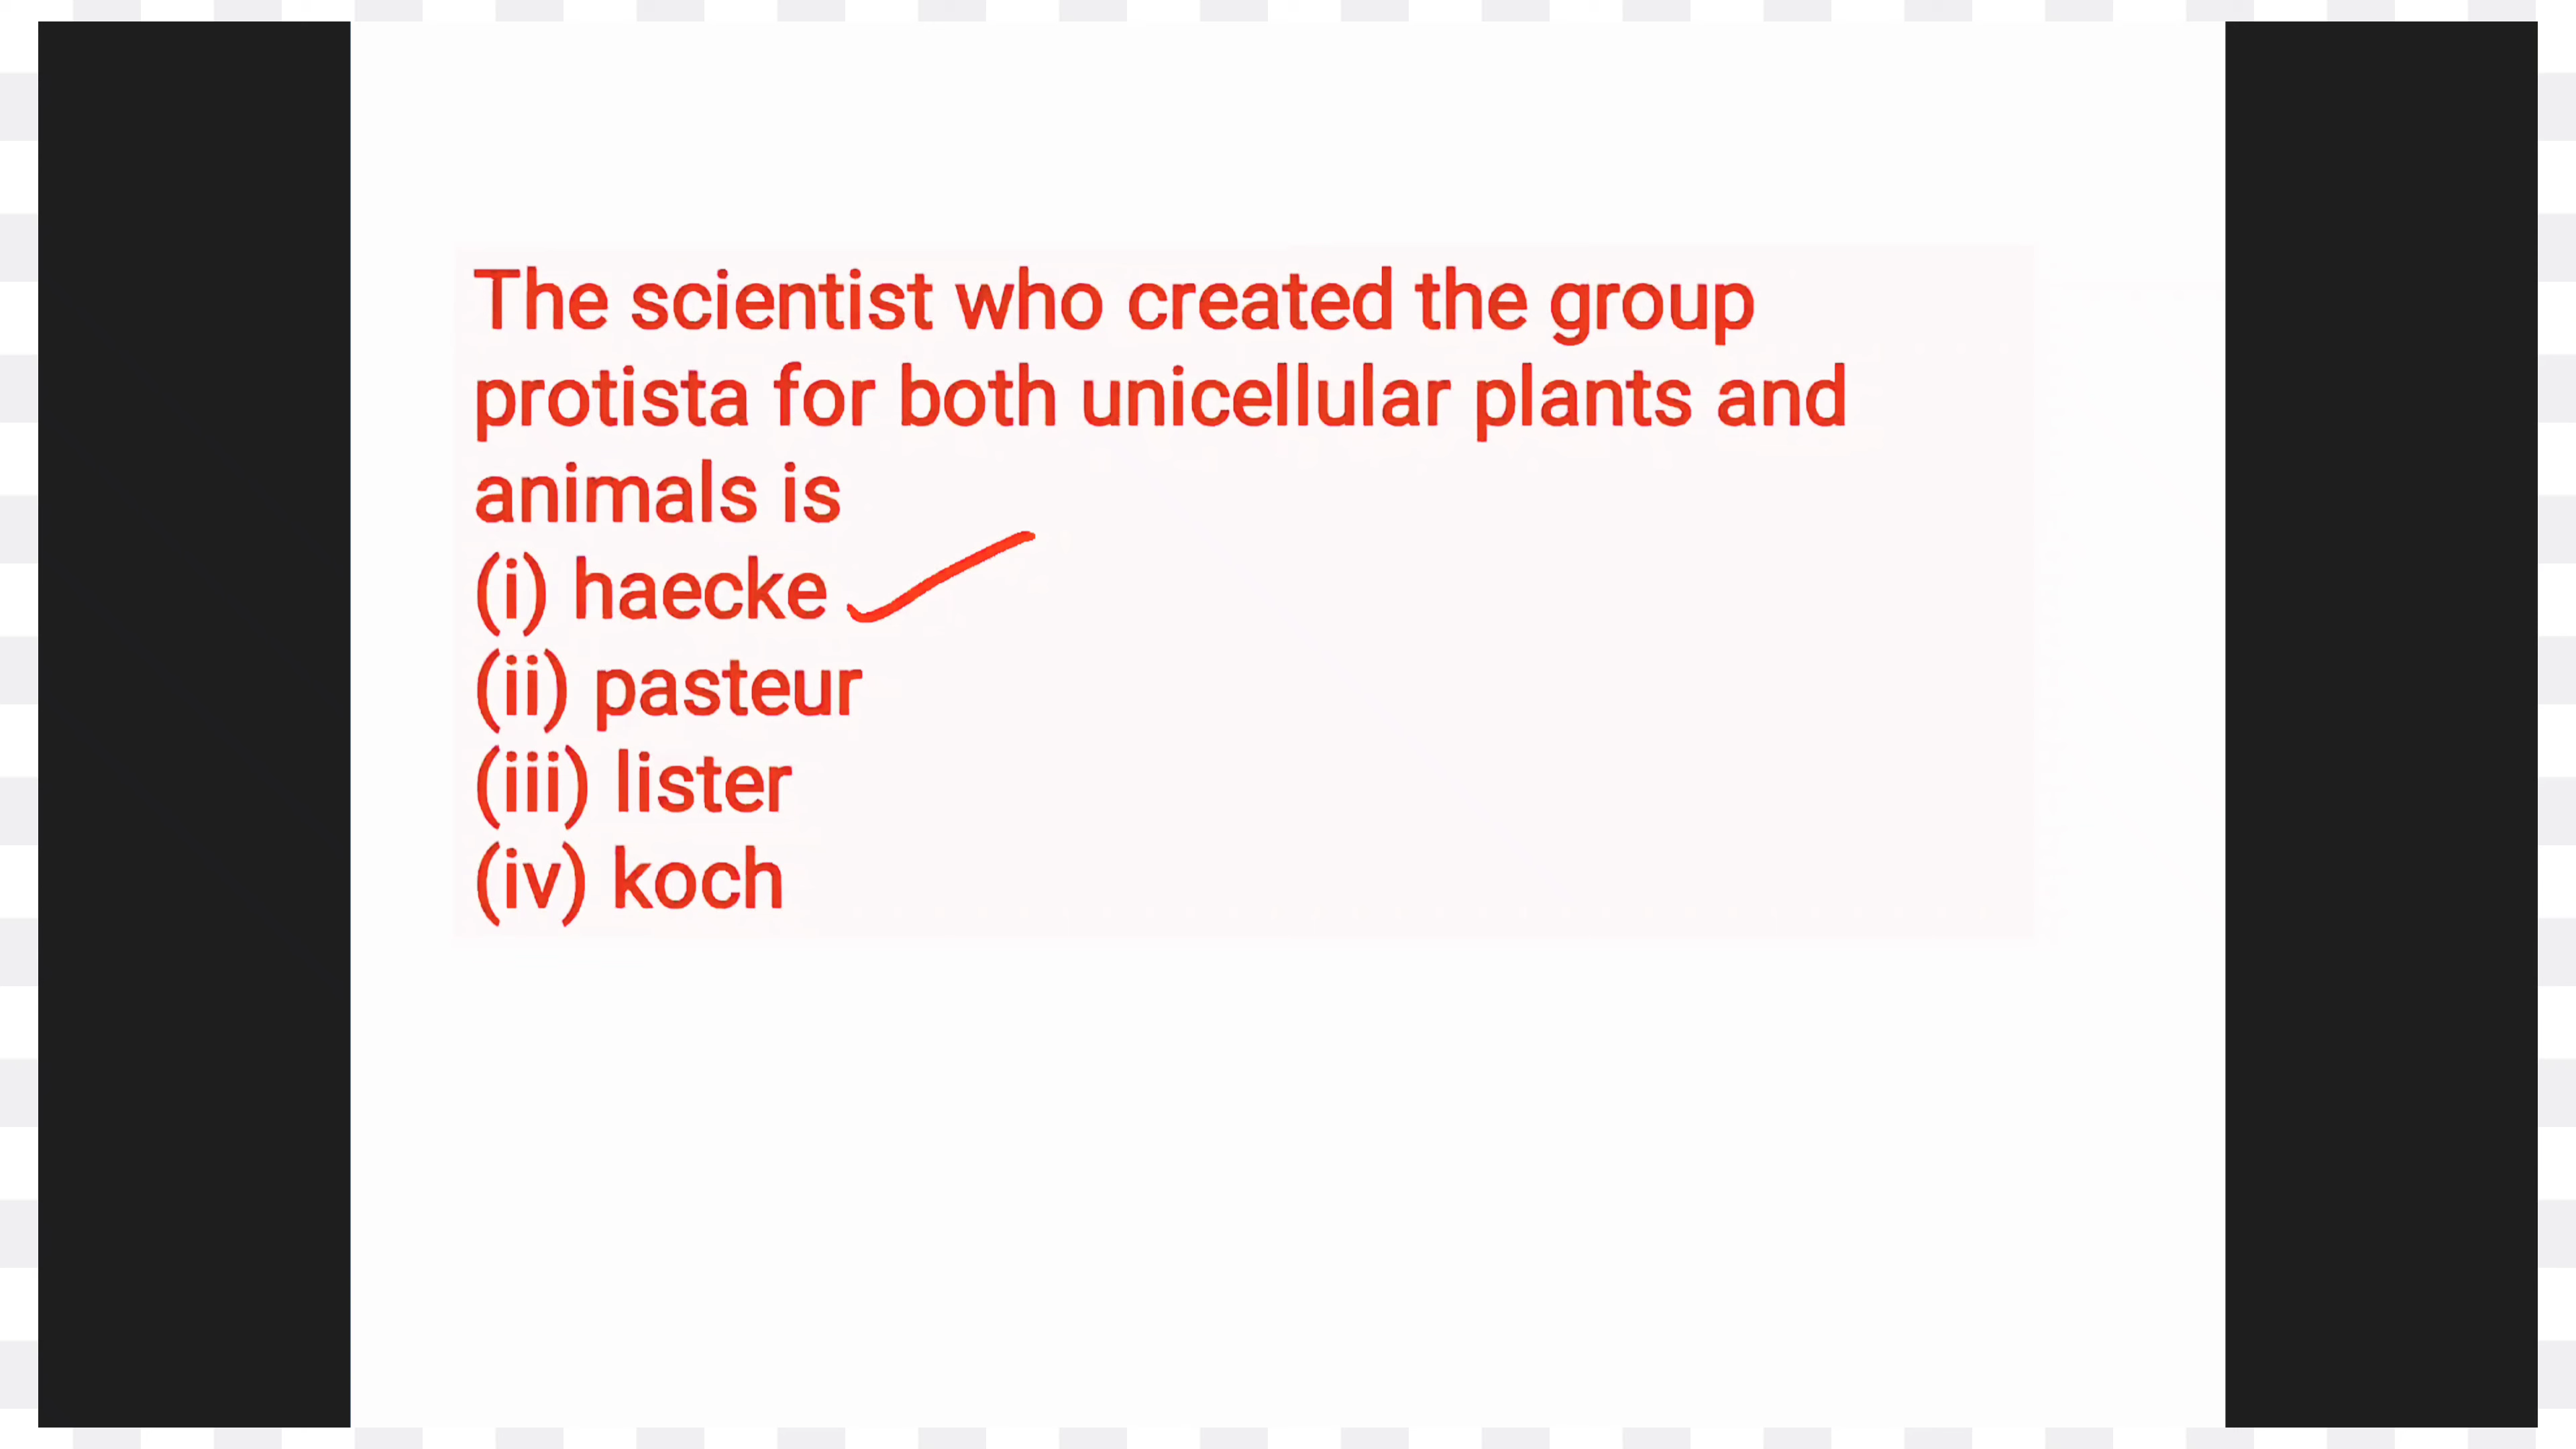 The scientist who created the group
protista for both unicellular plants and
animals is
(i) haecke
(ii) pasteur
(iii) lister
(iv) koch